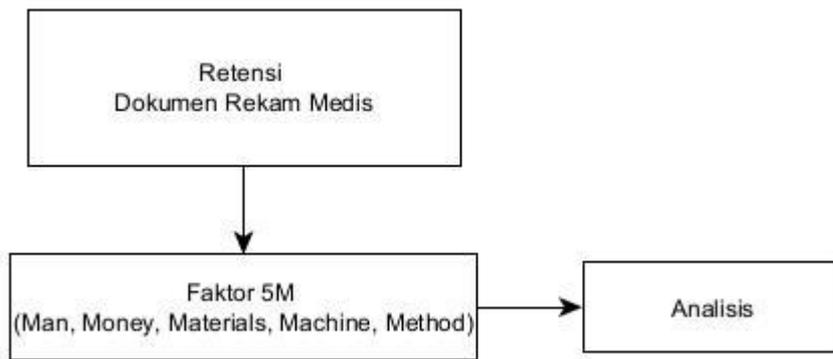 Retensi
Dokumen Rekam Medis
Faktor 5M
(Man, Money, Materials, Machine, Method)
Analisis